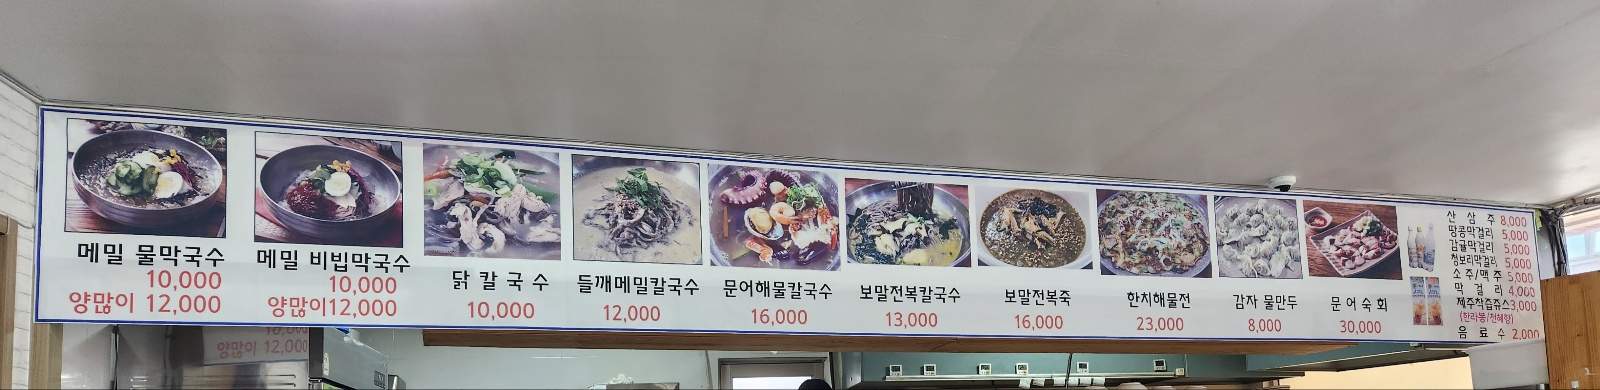 메밀 물막국수
10,000
양많이 12,000
메밀 비빔막국수
10,000
양많이12,000
닭 칼 국 수
10,000
들깨메밀칼국수
12,000
문어해물칼국수
16,000
보말전복칼국수
13,000
보말전복죽
16,000
한치해물전
23,000
감자 물만두
8,000
문 어 숙 회
30,000
산 삼 주 8,000
땅콩막걸리 5,000
감귤막걸리 5,000
청보리막걸리 5,000
소주/맥주 5,000
막 걸 리 4,000
제주착즙쥬스3,000
(한라봉/천혜향)
음 료 수 2,000
양많이 12,000